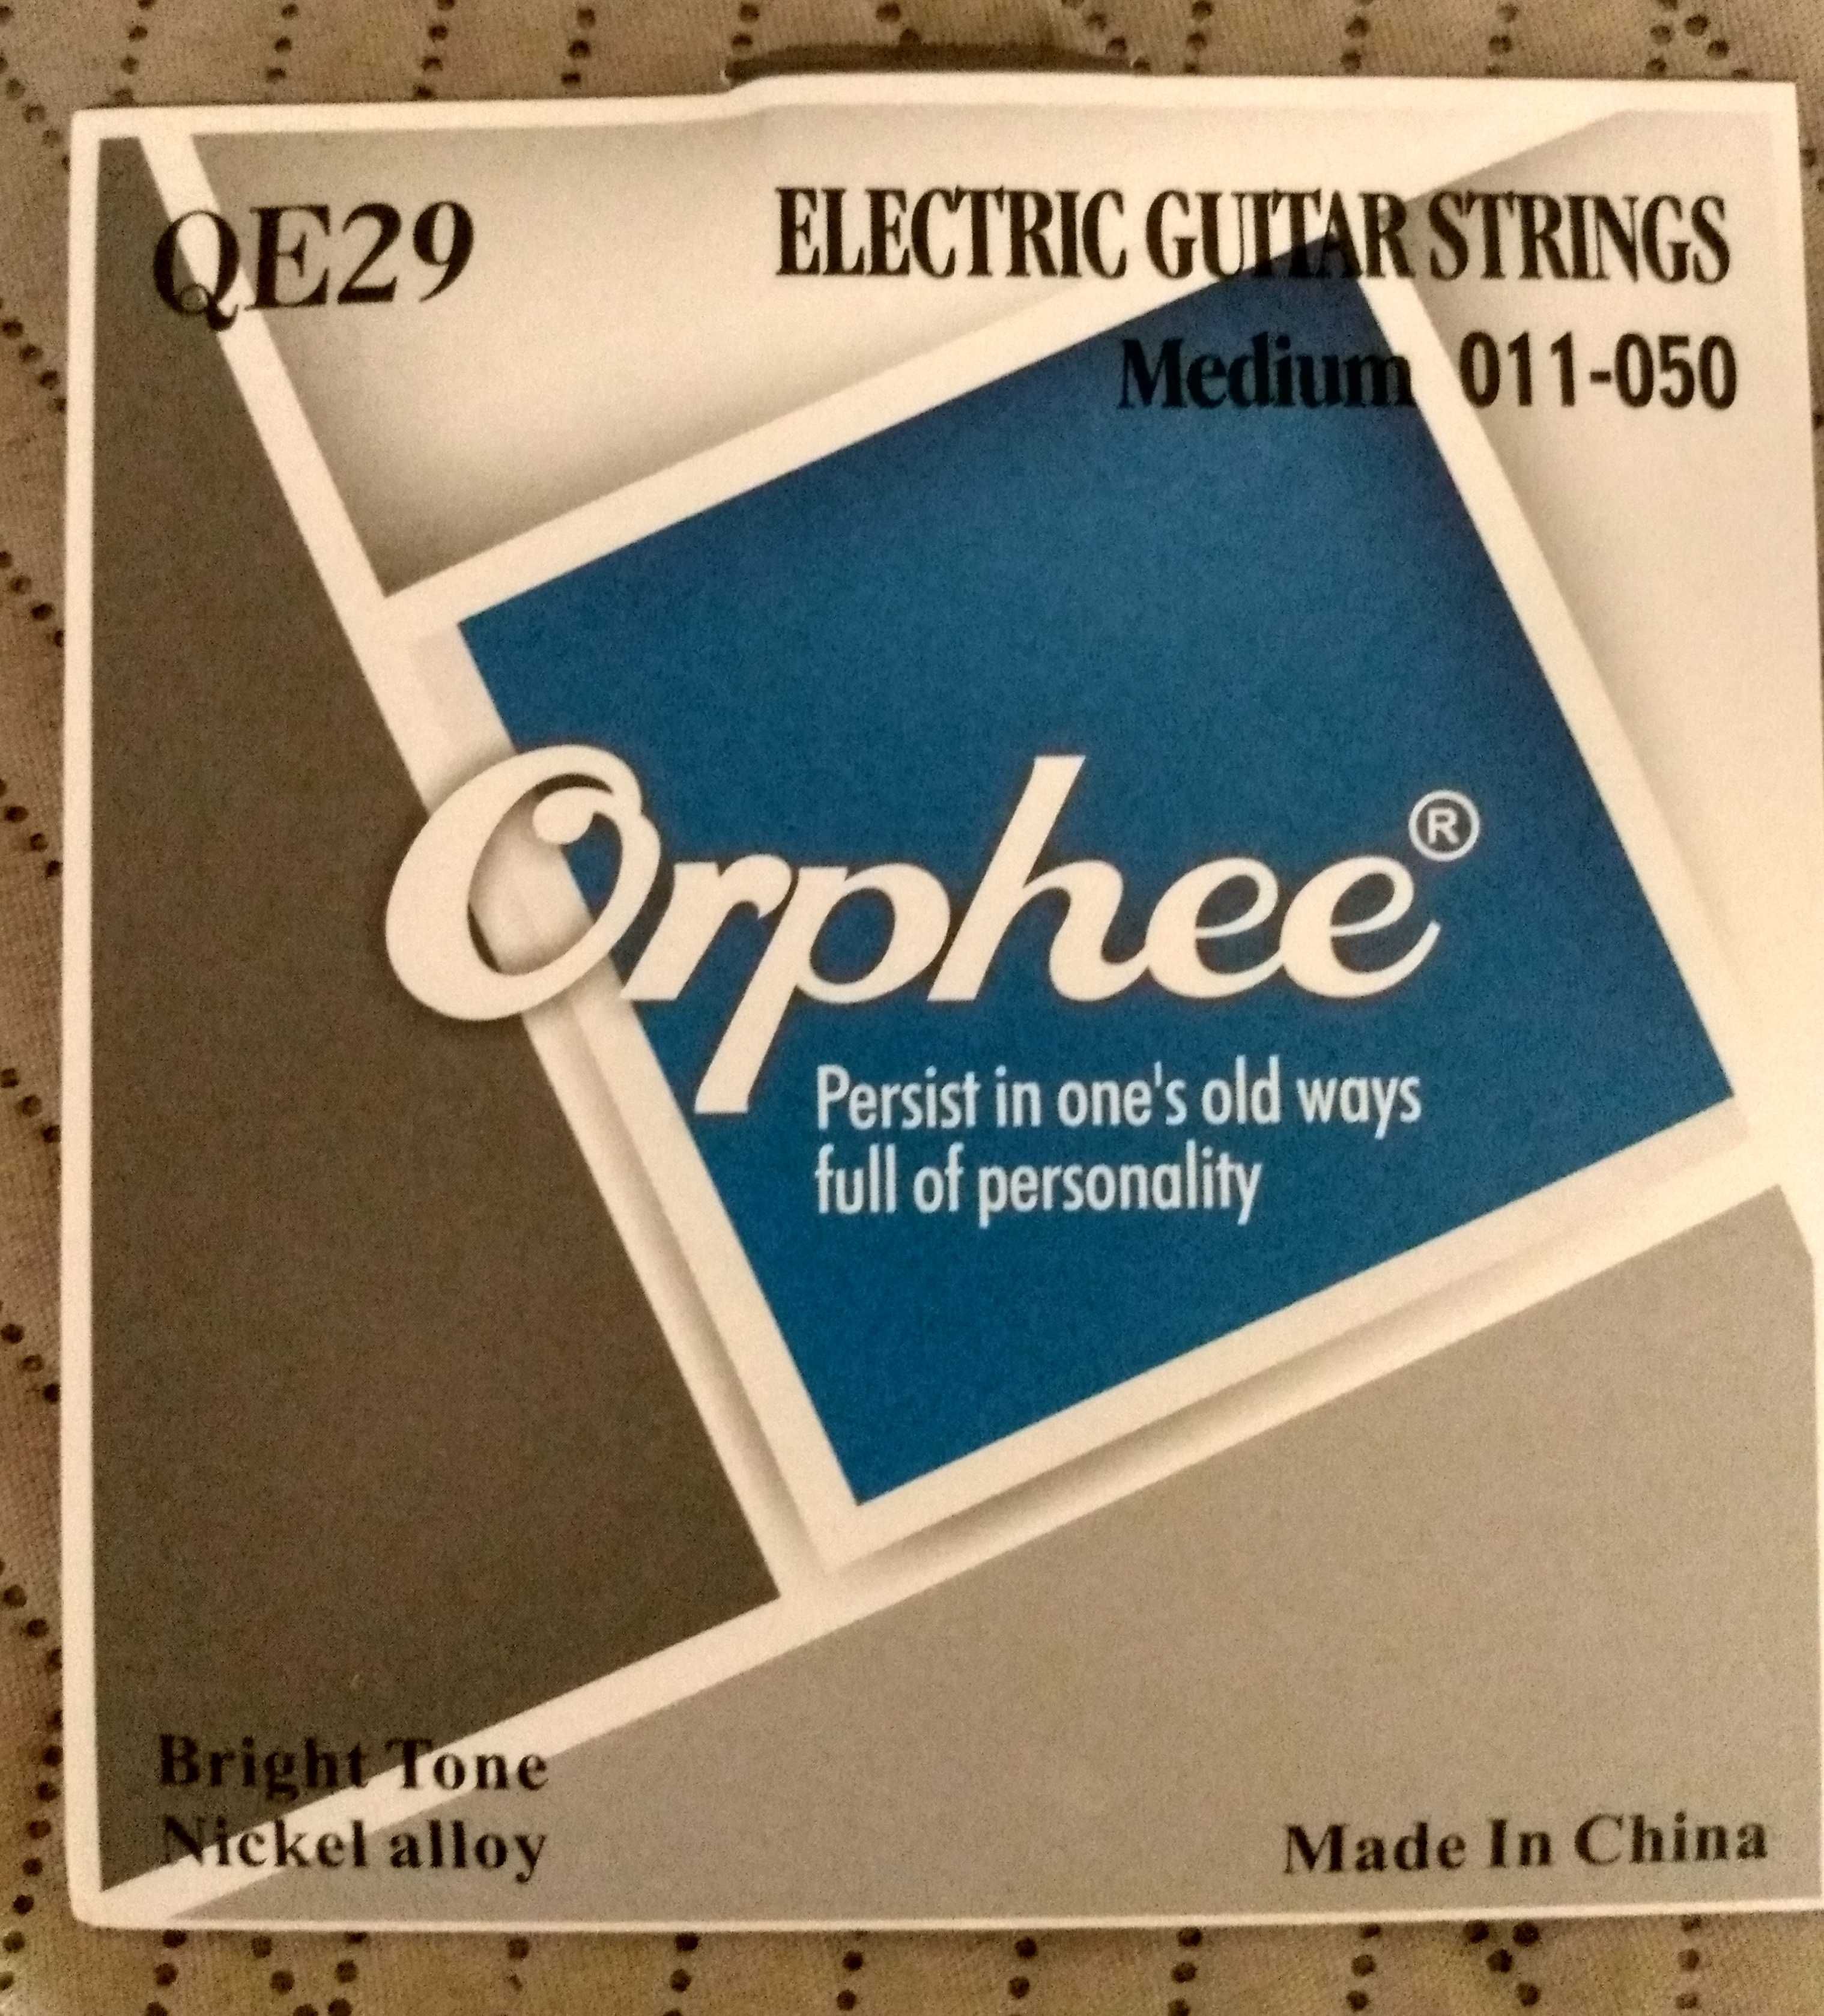 QE29
ELECTRIC GUITAR STRINGS
Medium 011-050
Orphee®
Persist in one's old ways
full of personality
Bright Tone
Nickel alloy
Made In China